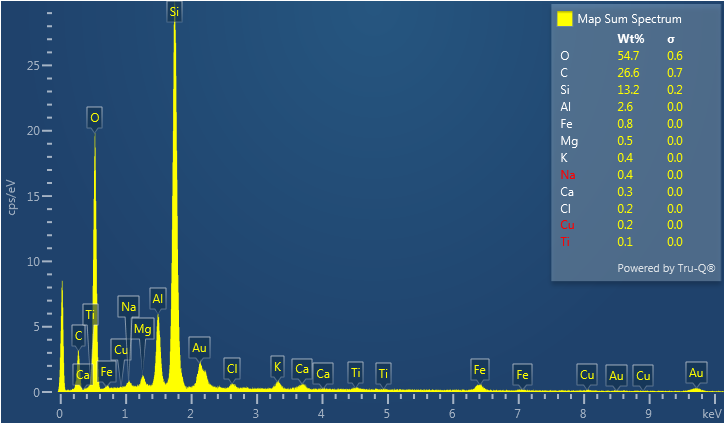 Map Sum Spectrum
Wt% σ
O 54.7 0.6
C 26.6 0.7
Si 13.2 0.2
Al 2.6 0.0
Fe 0.8 0.0
Mg 0.5 0.0
K 0.4 0.0
Na 0.4 0.0
Ca 0.3 0.0
Cl 0.2 0.0
Cu 0.2 0.0
Ti 0.1 0.0
Powered by Tru-Q®
cps/eV
25
20
15
10
5
0
Si
O
Al
Na
Ti
Mg
C
Cu
Au
Ca
Fe
Cl
K
Ca
Ca
Ti
Ti
Fe
Fe
Cu
Au
Cu
Au
0 1 2 3 4 5 6 7 8 9 keV